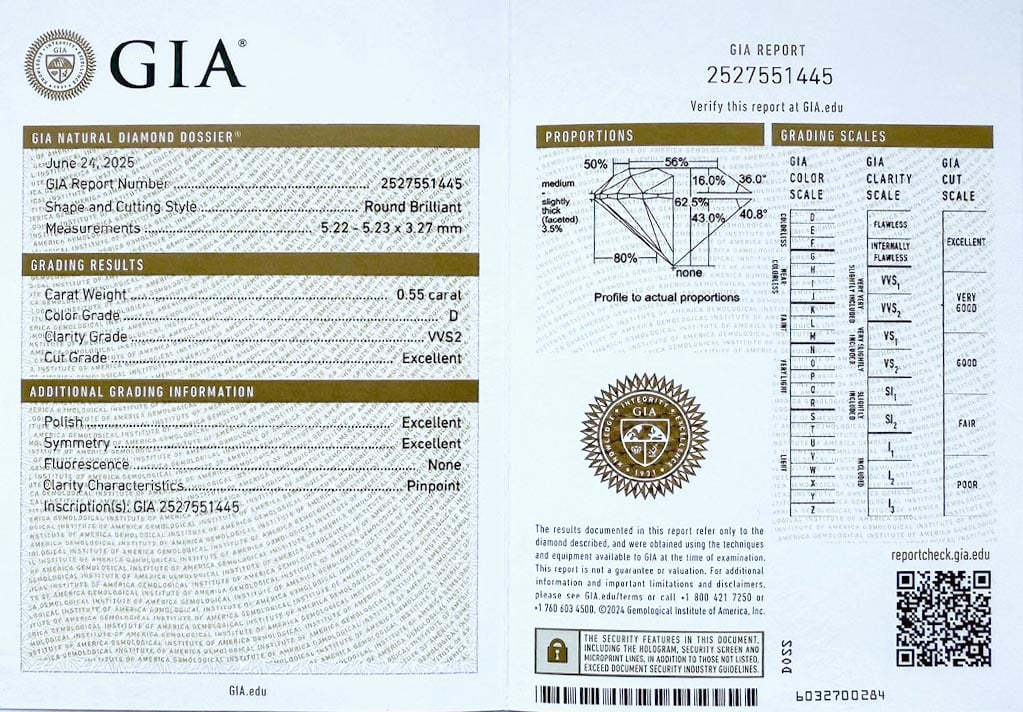 GIA®
GIA NATURAL DIAMOND DOSSIER®
June 24, 2025
GIA Report Number 2527551445
Shape and Cutting Style Round Brilliant
Measurements 5.22 - 5.23 x 3.27 mm
GRADING RESULTS
Carat Weight 0.55 carat
Color Grade D
Clarity Grade VVS2
Cut Grade Excellent
ADDITIONAL GRADING INFORMATION
Polish Excellent
Symmetry Excellent
Fluorescence None
Clarity Characteristics Pinpoint
Inscription(s): GIA 2527551445
GIA.edu
GIA REPORT
2527551445
Verify this report at GIA.edu
PROPORTIONS
50%
56%
medium
16.0%
36.0°
slightly
thick
(faceted)
3.5%
62.5%
43.0%
40.8°
80%
none
Profile to actual proportions
INTEGRITY
GIA
KNOWLEDGE
EXCELLENCE
1931
The results documented in this report refer only to the
diamond described, and were obtained using the techniques
and equipment available to GIA at the time of examination.
This report is not a guarantee or valuation. For additional
information and important limitations and disclaimers,
please see GIA.edu/terms or call +1 800 421 7250 or
+1 760 603 4500. ©2024 Gemological Institute of America, Inc.
THE SECURITY FEATURES IN THIS DOCUMENT,
INCLUDING THE HOLOGRAM, SECURITY SCREEN AND
MICROPRINT LINES, IN ADDITION TO THOSE NOT LISTED,
EXCEED DOCUMENT SECURITY INDUSTRY GUIDELINES.
GRADING SCALES
GIA
COLOR
SCALE
COLORLESS
D
E
F
NEAR
COLORLESS
G
H
I
J
FAINT
K
L
M
VERY LIGHT
N
O
P
Q
R
LIGHT
S
T
U
V
W
X
Y
Z
GIA
CLARITY
SCALE
FLAWLESS
INTERNALLY
FLAWLESS
VERY VERY
SLIGHTLY INCLUDED
VVS1
VVS2
VERY SLIGHTLY
INCLUDED
VS1
VS2
SLIGHTLY
INCLUDED
SI1
SI2
INCLUDED
I1
I2
I3
GIA
CUT
SCALE
EXCELLENT
VERY
GOOD
GOOD
FAIR
POOR
reportcheck.gia.edu
D022
6032700284